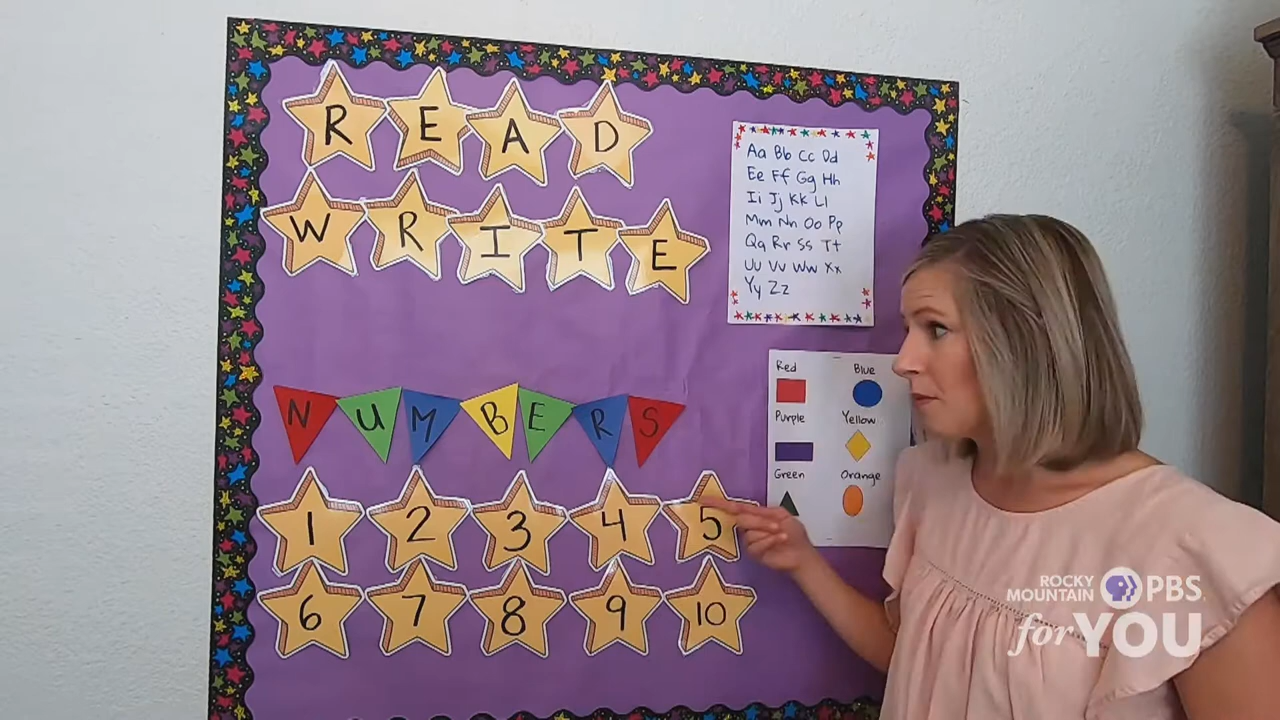 READ
WRITE
Aa Bb Cc Dd
Ee Ff Gg Hh
Ii Jj Kk Ll
Mm Nn Oo Pp
Qq Rr Ss Tt
Uu Vv Ww Xx
Yy Zz
NUMBERS
1 2 3 4 5
6 7 8 9 10
Red Blue
Purple Yellow
Green Orange
ROCKY
MOUNTAIN PBS
for YOU